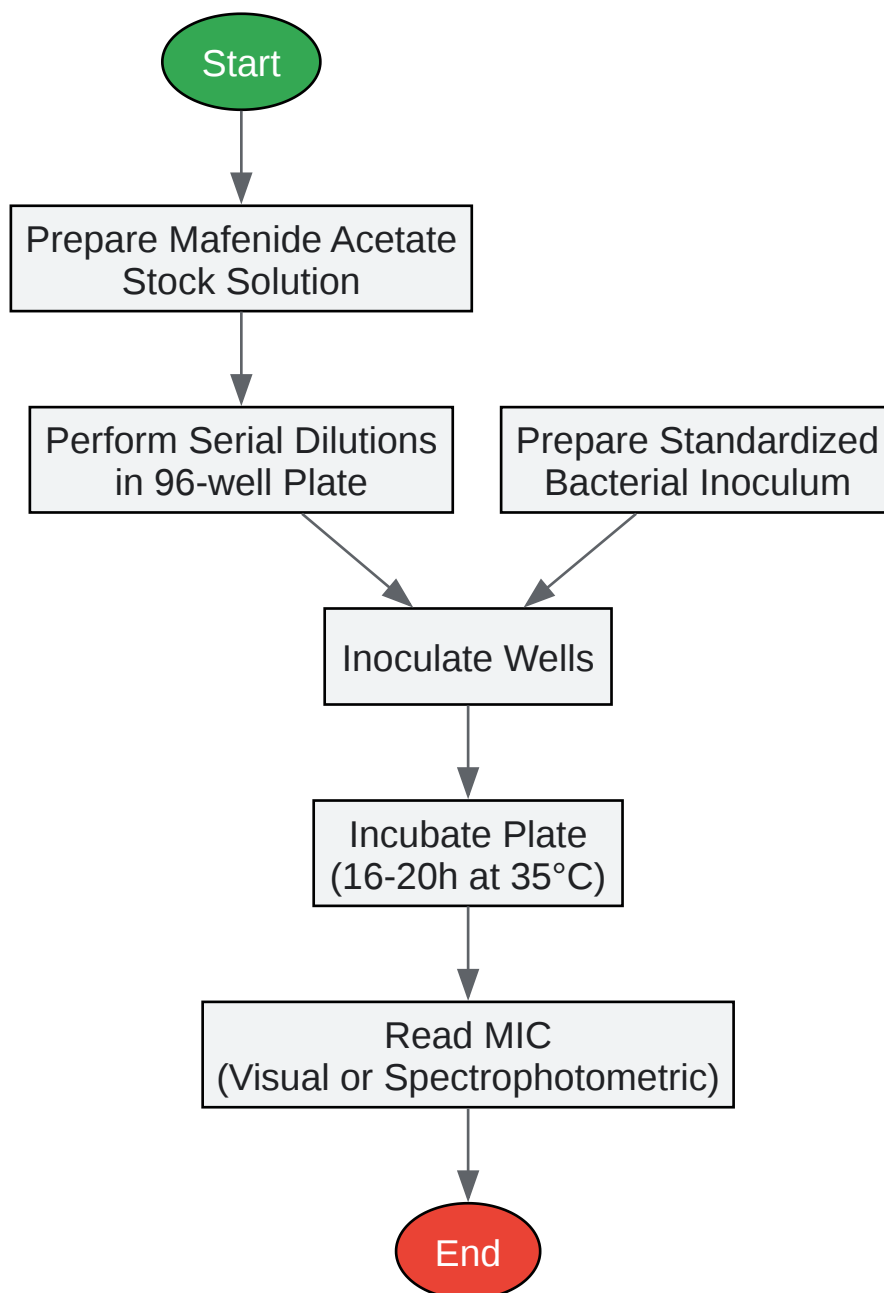 Start
Prepare Mafenide Acetate
Stock Solution
Perform Serial Dilutions
in 96-well Plate
Prepare Standardized
Bacterial Inoculum
Inoculate Wells
Incubate Plate
(16-20h at 35°C)
Read MIC
(Visual or Spectrophotometric)
End